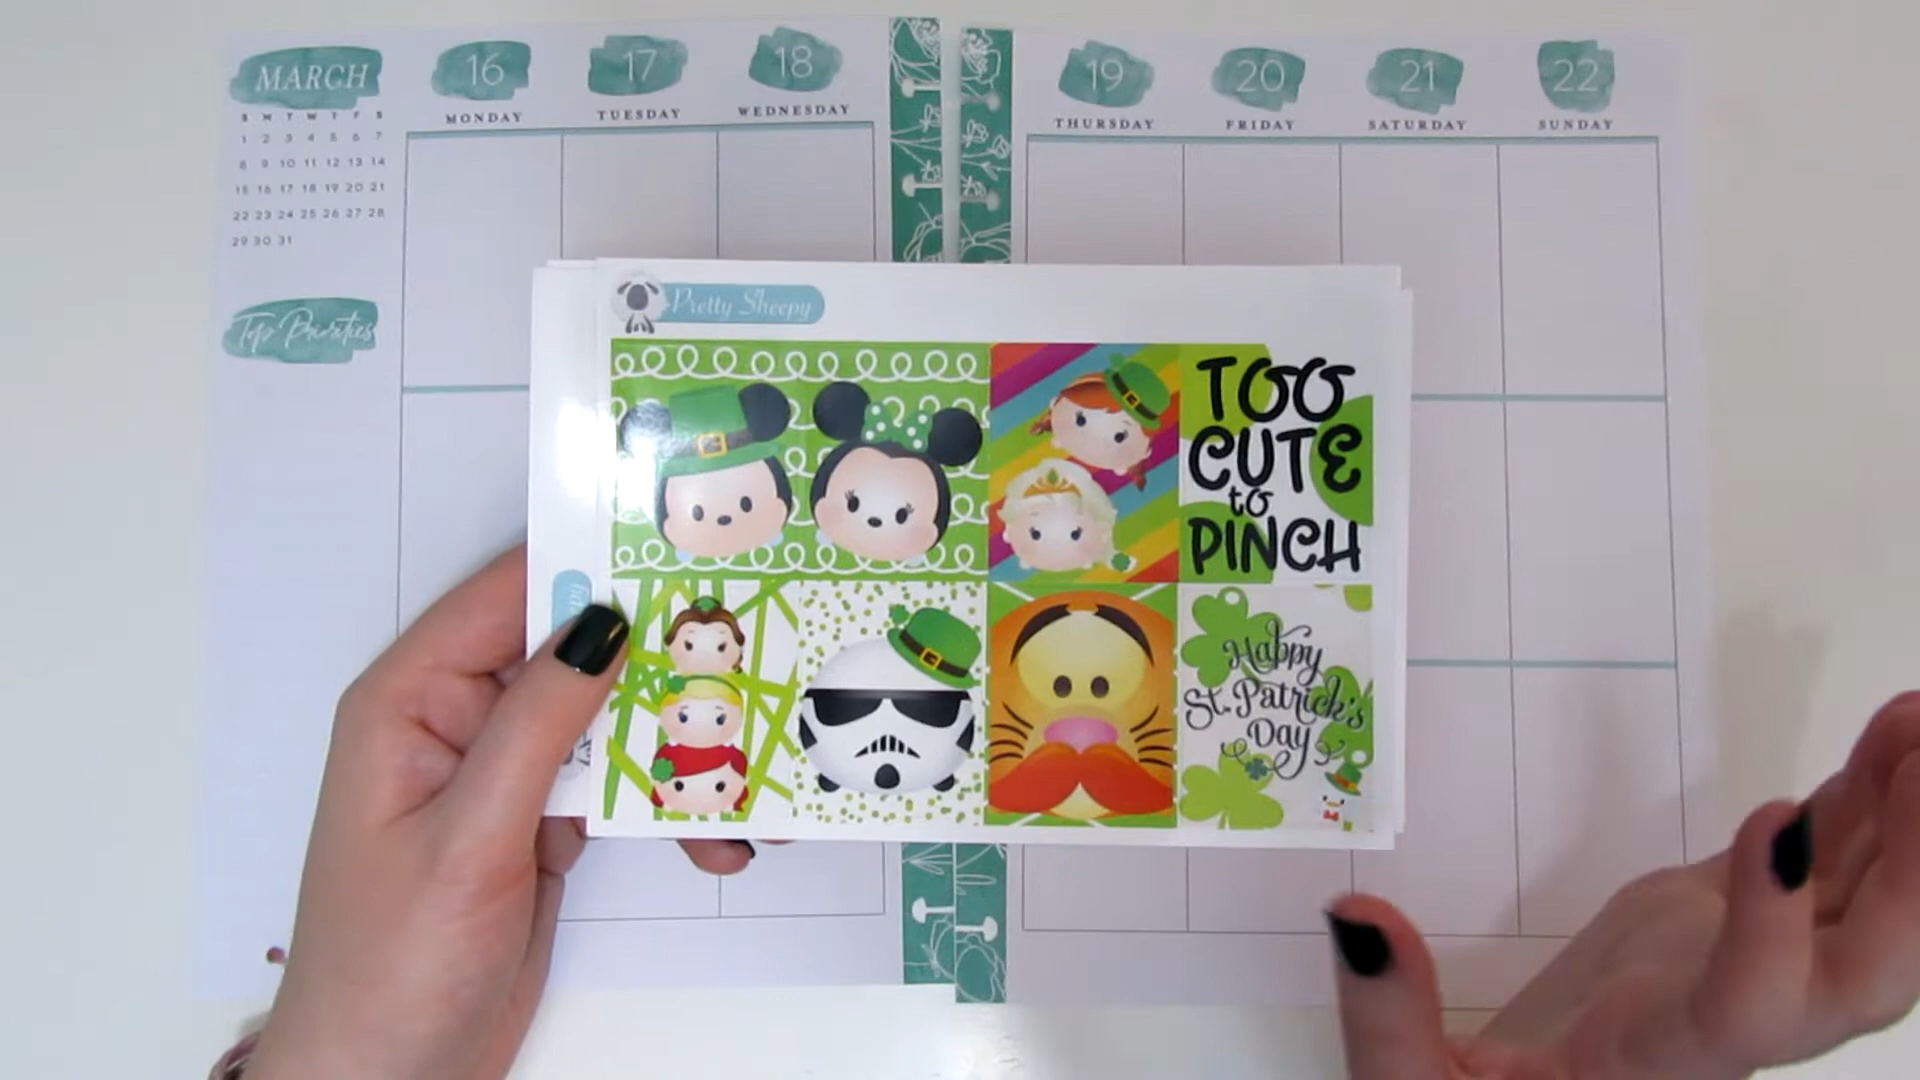 MARCH
S M T W T F S
1 2 3 4 5 6 7
8 9 10 11 12 13 14
15 16 17 18 19 20 21
22 23 24 25 26 27 28
29 30 31
Top Priorities
16
MONDAY
17
TUESDAY
18
WEDNESDAY
19
THURSDAY
20
FRIDAY
21
SATURDAY
22
SUNDAY
Pretty Sheepy
TOO
CUTE
to
PINCH
Happy
St. Patrick's
Day